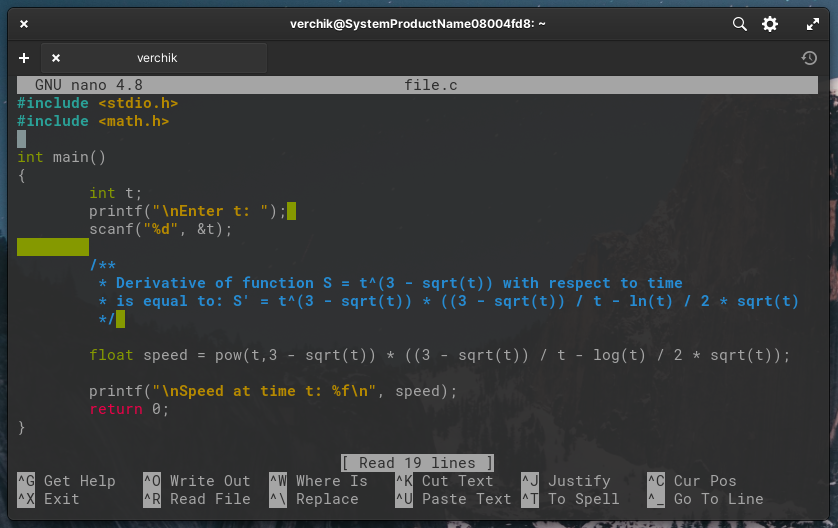 verchik@SystemProductName08004fd8: ~
verchik
GNU nano 4.8 file.c
#include <stdio.h>
#include <math.h>
int main()
{
int t;
printf("\nEnter t: ");
scanf("%d", &t);
/**
* Derivative of function S = t^(3 - sqrt(t)) with respect to time
* is equal to: S' = t^(3 - sqrt(t)) * ((3 - sqrt(t)) / t - ln(t) / 2 * sqrt(t)
*/
float speed = pow(t,3 - sqrt(t)) * ((3 - sqrt(t)) / t - log(t) / 2 * sqrt(t));
printf("\nSpeed at time t: %f\n", speed);
return 0;
}
[ Read 19 lines ]
^G Get Help ^O Write Out ^W Where Is ^K Cut Text ^J Justify ^C Cur Pos
^X Exit ^R Read File ^\ Replace ^U Paste Text ^T To Spell ^_ Go To Line